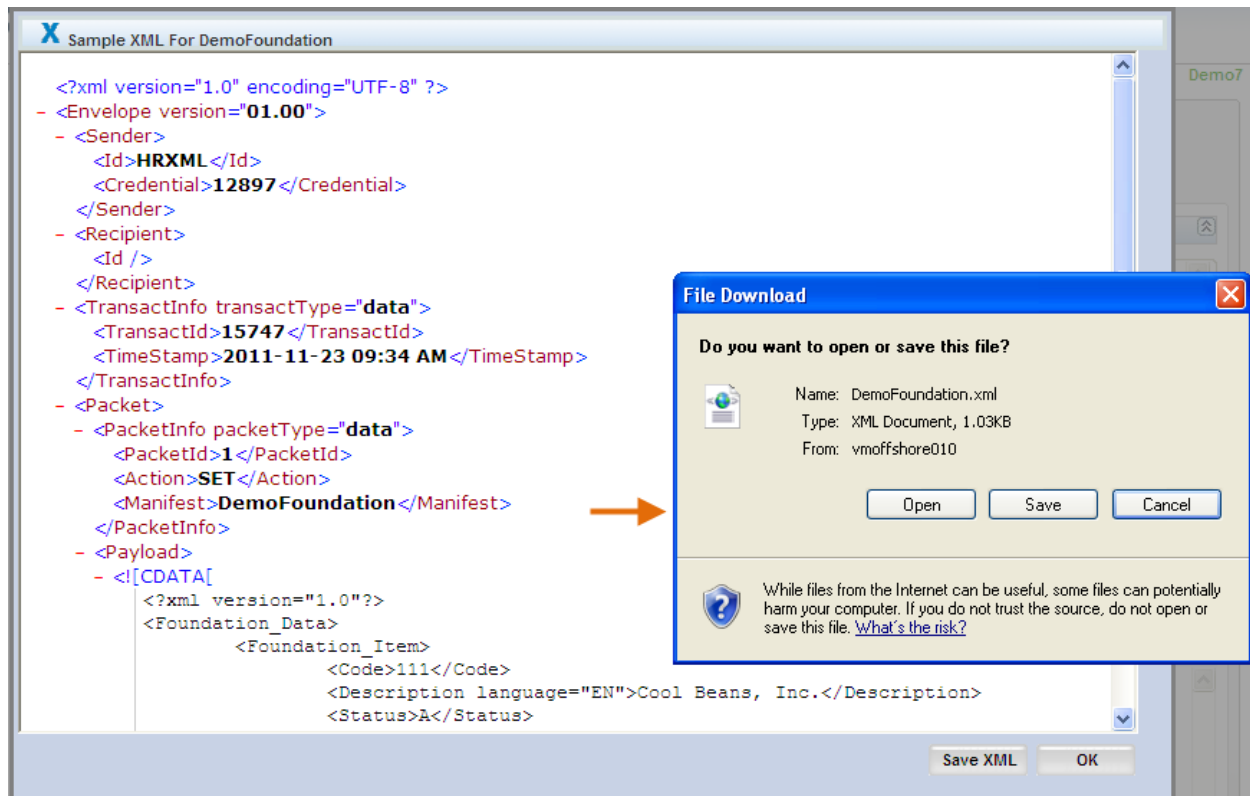 X Sample XML For DemoFoundation
Demo7
<?xml version="1.0" encoding="UTF-8" ?>
- <Envelope version="01.00">
- <Sender>
<Id>HRXML</Id>
<Credential>12897</Credential>
</Sender>
- <Recipient>
<Id />
</Recipient>
- <TransactInfo transactType="data">
<TransactId>15747</TransactId>
<TimeStamp>2011-11-23 09:34 AM</TimeStamp>
</TransactInfo>
- <Packet>
- <PacketInfo packetType="data">
<PacketId>1</PacketId>
<Action>SET</Action>
<Manifest>DemoFoundation</Manifest>
</PacketInfo>
- <Payload>
- <![CDATA[
<?xml version="1.0"?>
<Foundation_Data>
<Foundation_Item>
<Code>111</Code>
<Description language="EN">Cool Beans, Inc.</Description>
<Status>A</Status>
File Download
Do you want to open or save this file?
Name: DemoFoundation.xml
Type: XML Document, 1.03KB
From: vmoffshore010
Open Save Cancel
While files from the Internet can be useful, some files can potentially
harm your computer. If you do not trust the source, do not open or
save this file. What's the risk?
Save XML OK